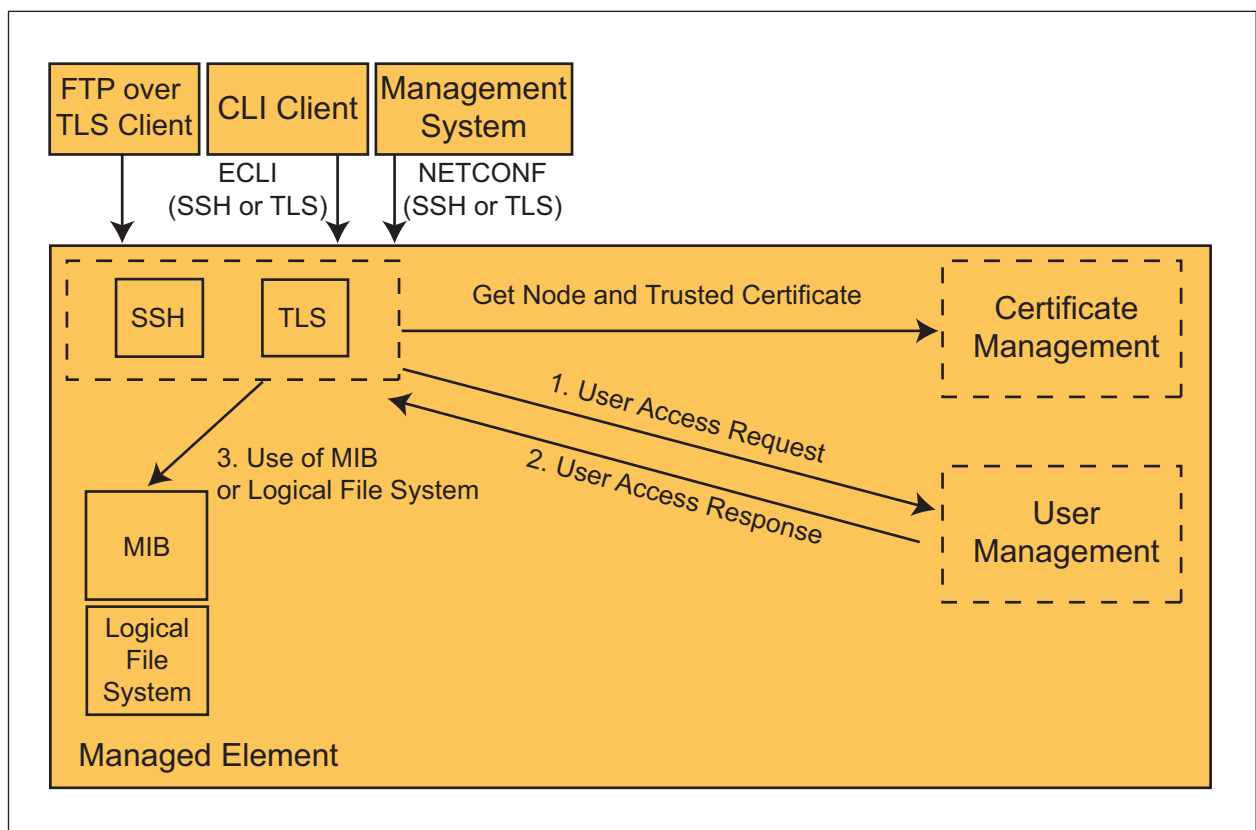 FTP over
TLS Client
CLI Client
Management
System
ECLI
(SSH or TLS)
NETCONF
(SSH or TLS)
SSH
TLS
Get Node and Trusted Certificate
Certificate
Management
1. User Access Request
2. User Access Response
3. Use of MIB
or Logical File System
User
Management
MIB
Logical
File
System
Managed Element